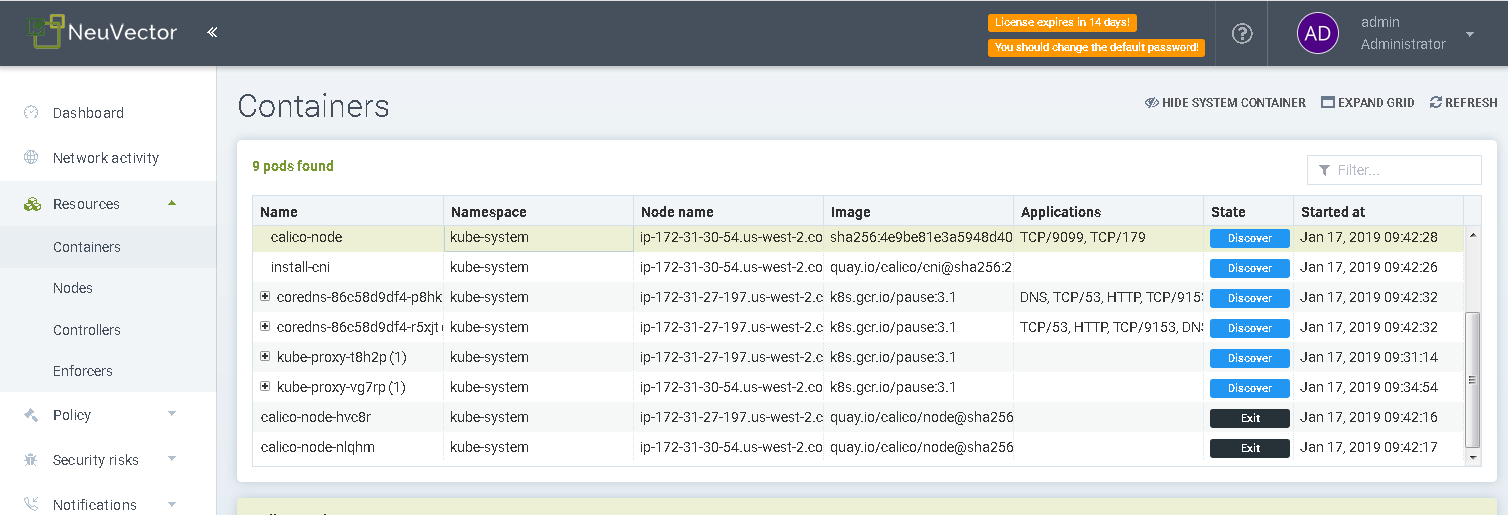 NeuVector «
License expires in 14 days!
You should change the default password!
AD
admin
Administrator
Dashboard
Network activity
Resources
Containers
Nodes
Controllers
Enforcers
Policy
Security risks
Notifications
Containers
HIDE SYSTEM CONTAINER EXPAND GRID REFRESH
9 pods found
Filter...
Name Namespace Node name Image Applications State Started at
calico-node kube-system ip-172-31-30-54.us-west-2.co sha256:4e9be81e3a5948d40 TCP/9099, TCP/179 Discover Jan 17, 2019 09:42:28
install-cni kube-system ip-172-31-30-54.us-west-2.co quay.io/calico/cni@sha256:2 Discover Jan 17, 2019 09:42:26
coredns-86c58d9df4-p8hk kube-system ip-172-31-27-197.us-west-2.c k8s.gcr.io/pause:3.1 DNS, TCP/53, HTTP, TCP/9153 Discover Jan 17, 2019 09:42:32
coredns-86c58d9df4-r5xjt ( kube-system ip-172-31-27-197.us-west-2.c k8s.gcr.io/pause:3.1 TCP/53, HTTP, TCP/9153, DNS Discover Jan 17, 2019 09:42:32
kube-proxy-t8h2p (1) kube-system ip-172-31-27-197.us-west-2.c k8s.gcr.io/pause:3.1 Discover Jan 17, 2019 09:31:14
kube-proxy-vg7rp (1) kube-system ip-172-31-30-54.us-west-2.co k8s.gcr.io/pause:3.1 Discover Jan 17, 2019 09:34:54
calico-node-hvc8r kube-system ip-172-31-27-197.us-west-2.c quay.io/calico/node@sha256 Exit Jan 17, 2019 09:42:16
calico-node-nlqhm kube-system ip-172-31-30-54.us-west-2.co quay.io/calico/node@sha256 Exit Jan 17, 2019 09:42:17